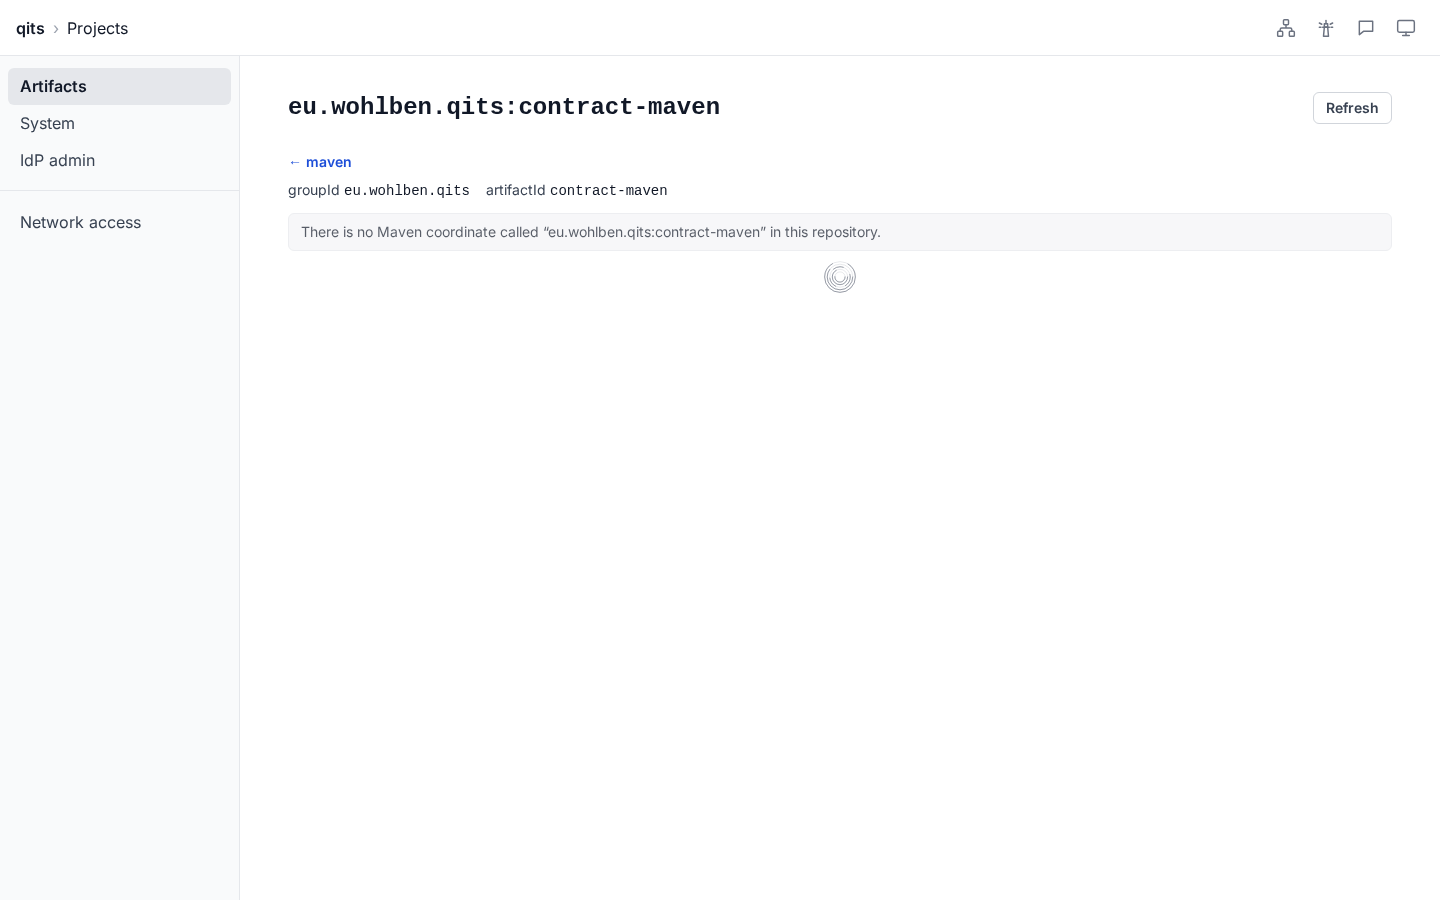 qits › Projects
Artifacts
System
IdP admin
Network access
eu.wohlben.qits:contract-maven
Refresh
← maven
groupId eu.wohlben.qits artifactId contract-maven
There is no Maven coordinate called “eu.wohlben.qits:contract-maven” in this repository.